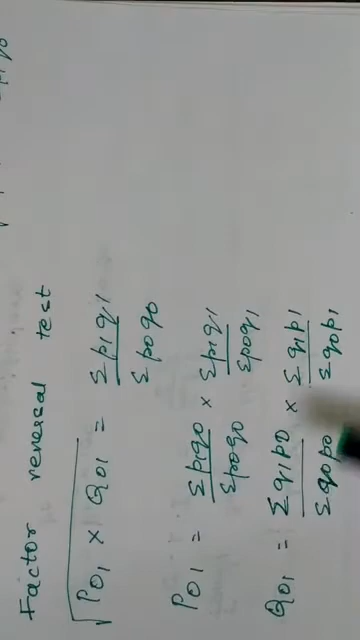 Factor reversal test
√P01 × Q01 = Σp1q1 / Σp0q0
P01 = Σp1q0 / Σp0q0 × Σp1q1 / Σp0q1
Q01 = Σq1p0 / Σq0p0 × Σq1p1 / Σq0p1